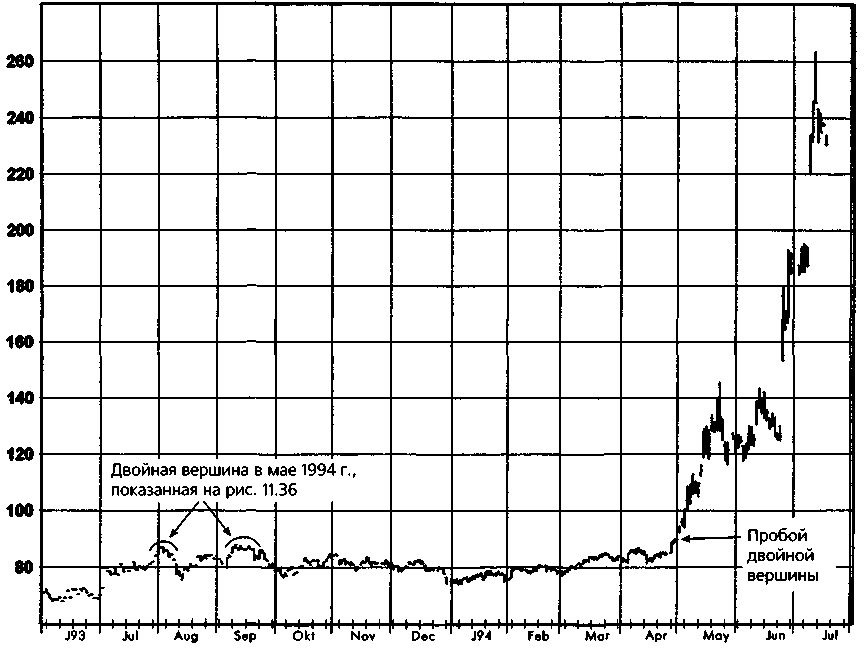 260
240
220
200
180
160
140
120
Двойная вершина в мае 1994 г.,
показанная на рис. 11.36
100
Пробой
двойной
вершины
80
J93 Jul Aug Sep Okt Nov Dec J94 Feb Mar Apr May Jun Jul